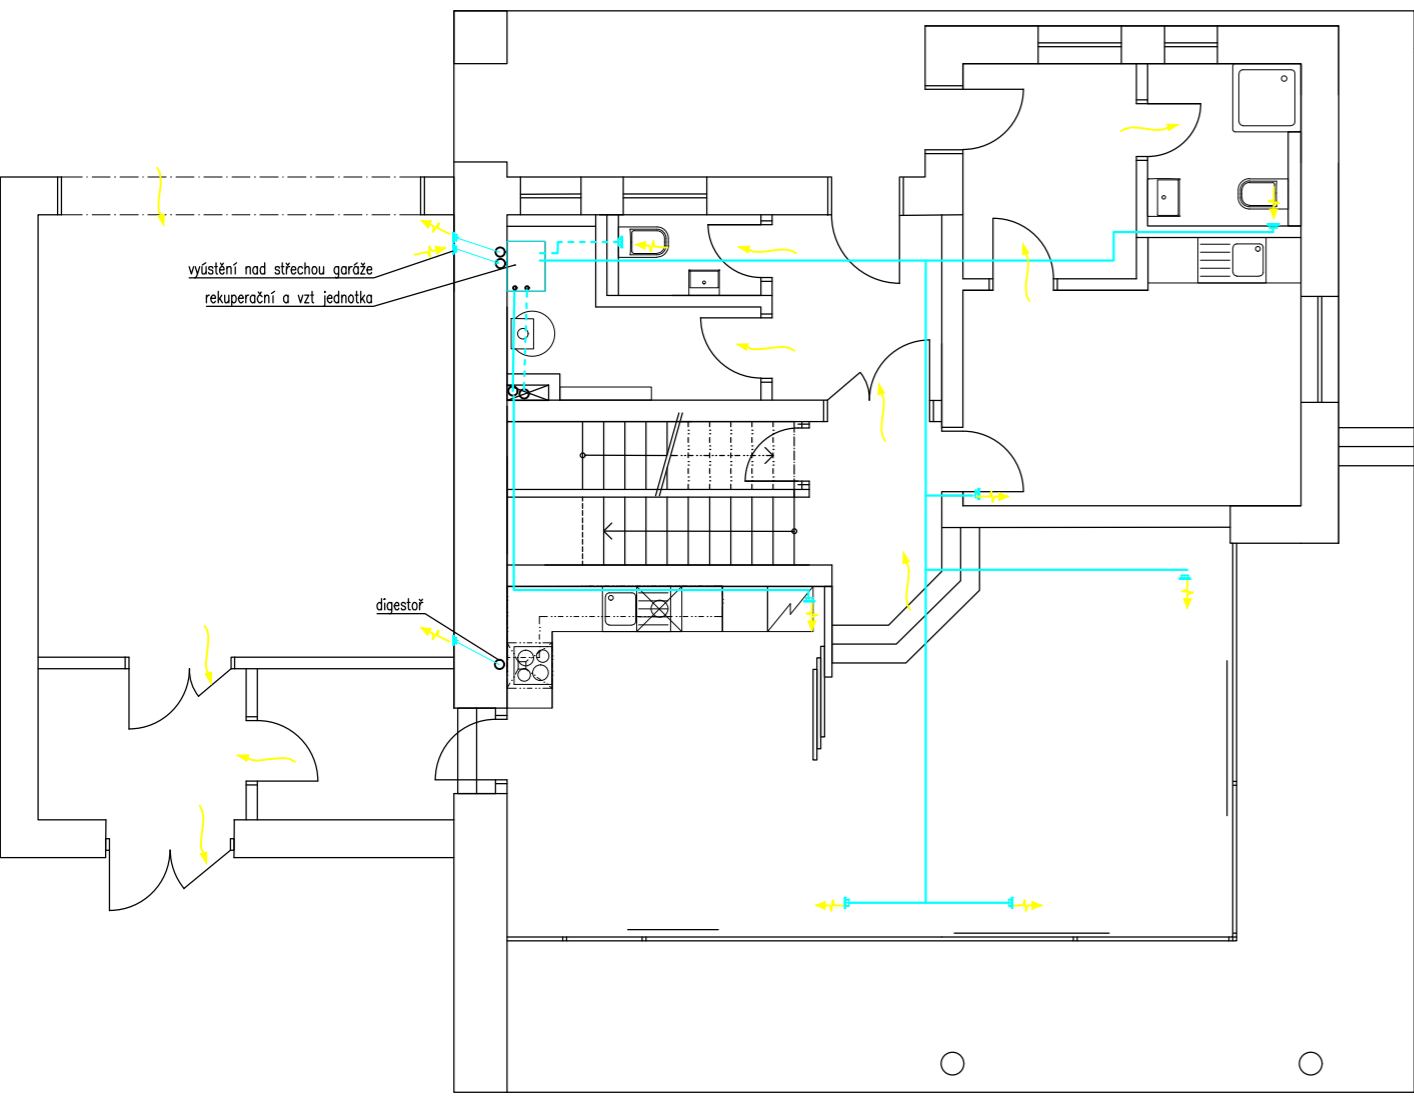 vyústění nad střechou garáže
rekuperační a vzt jednotka
digestoř